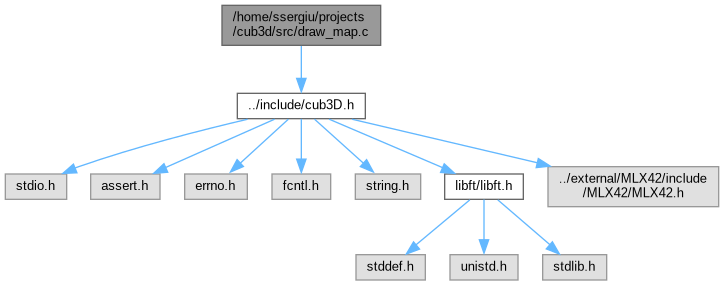 /home/ssergiu/projects
/cub3d/src/draw_map.c
../include/cub3D.h
stdio.h
assert.h
errno.h
fcntl.h
string.h
libft/libft.h
../external/MLX42/include
/MLX42/MLX42.h
stddef.h
unistd.h
stdlib.h